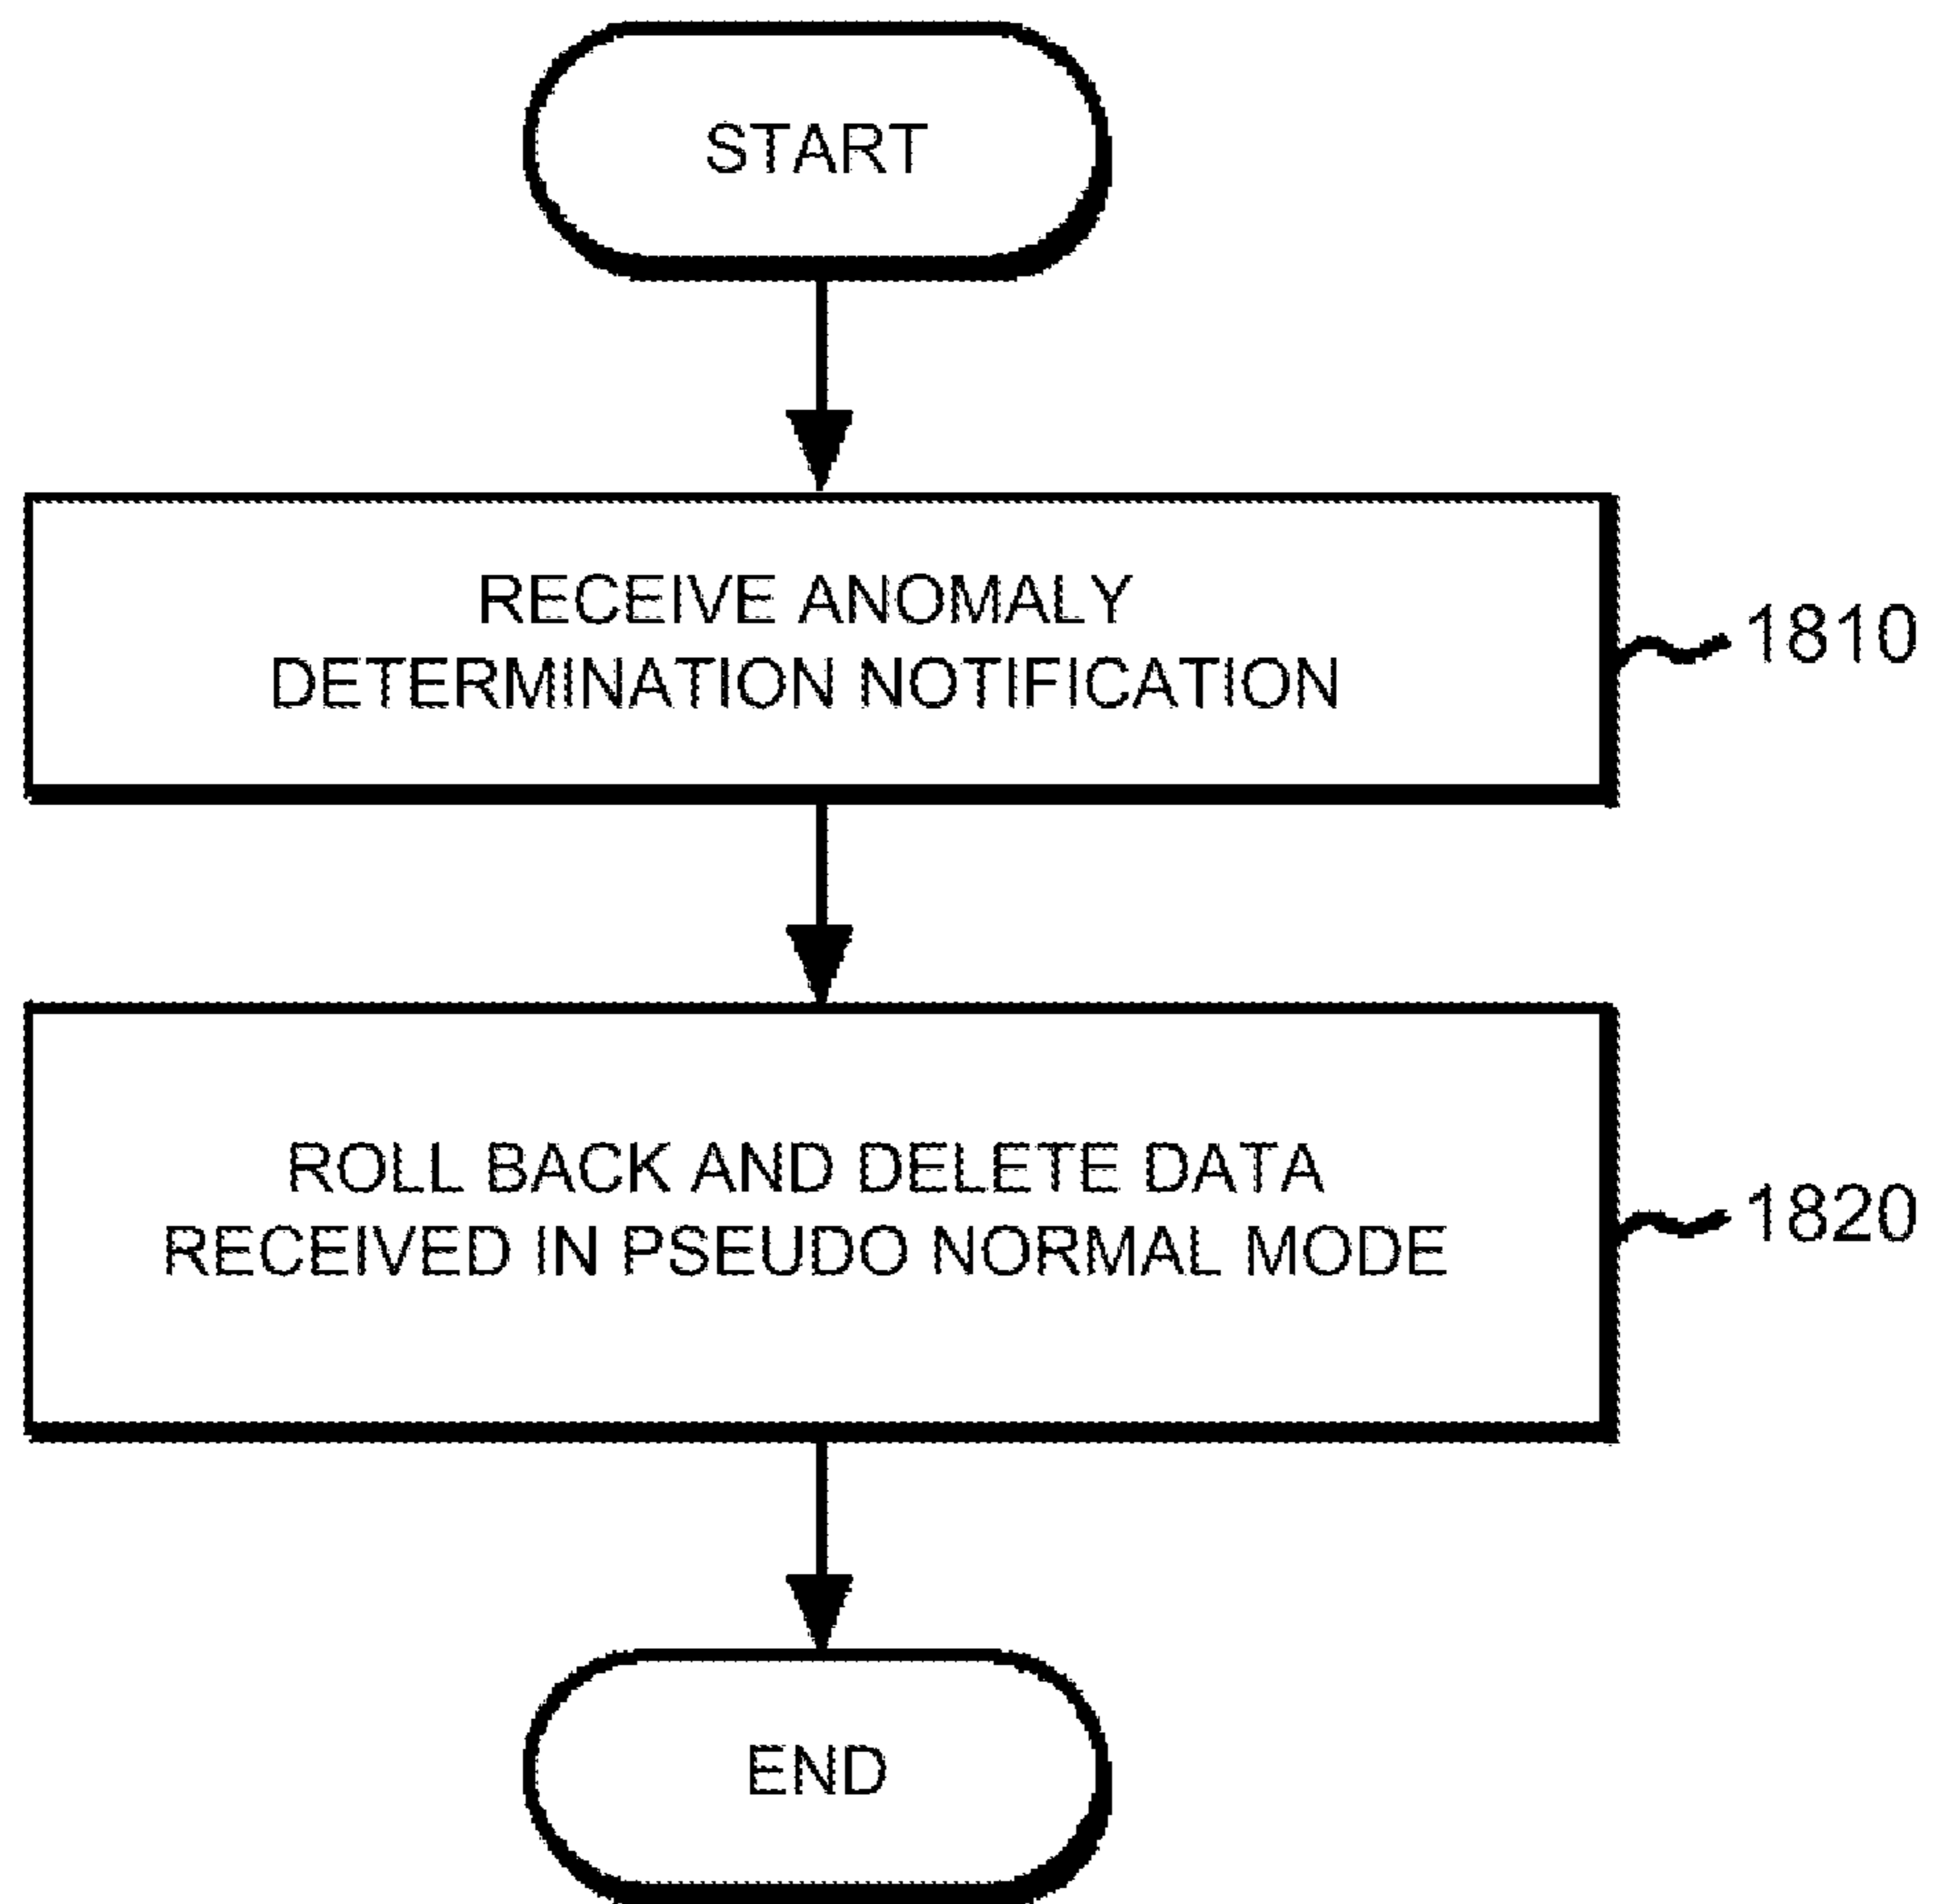 START
RECEIVE ANOMALY
DETERMINATION NOTIFICATION
1810
ROLL BACK AND DELETE DATA
RECEIVED IN PSEUDO NORMAL MODE
1820
END